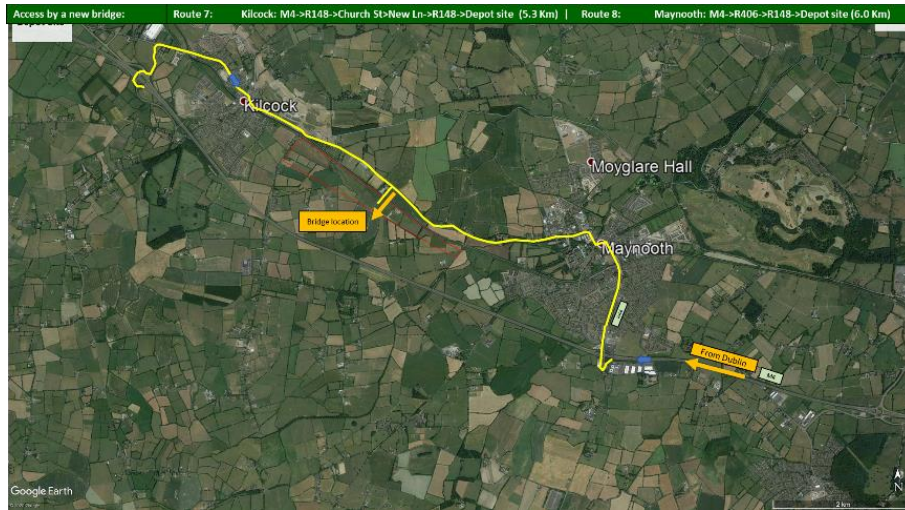 Access by a new bridge: Route 7: Kilcock: M4->R148->Church St>New Ln->R148->Depot site (5.3 Km) | Route 8: Maynooth: M4->R406->R148->Depot site (6.0 Km)
Kilcock
Moyglare Hall
Bridge location
Maynooth
From Dublin
M4
Google Earth
N
2 km